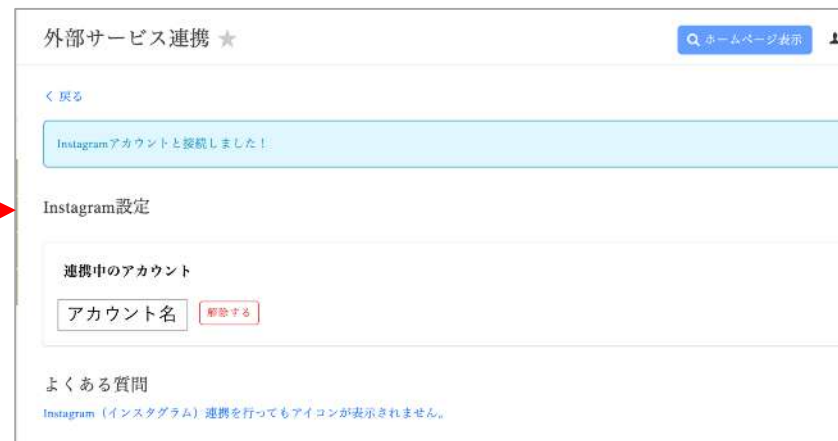 外部サービス連携 ★
ホームページ表示
< 戻る
Instagramアカウントと接続しました！
Instagram設定
連携中のアカウント
アカウント名 解除する
よくある質問
Instagram（インスタグラム）連携を行ってもアイコンが表示されません。